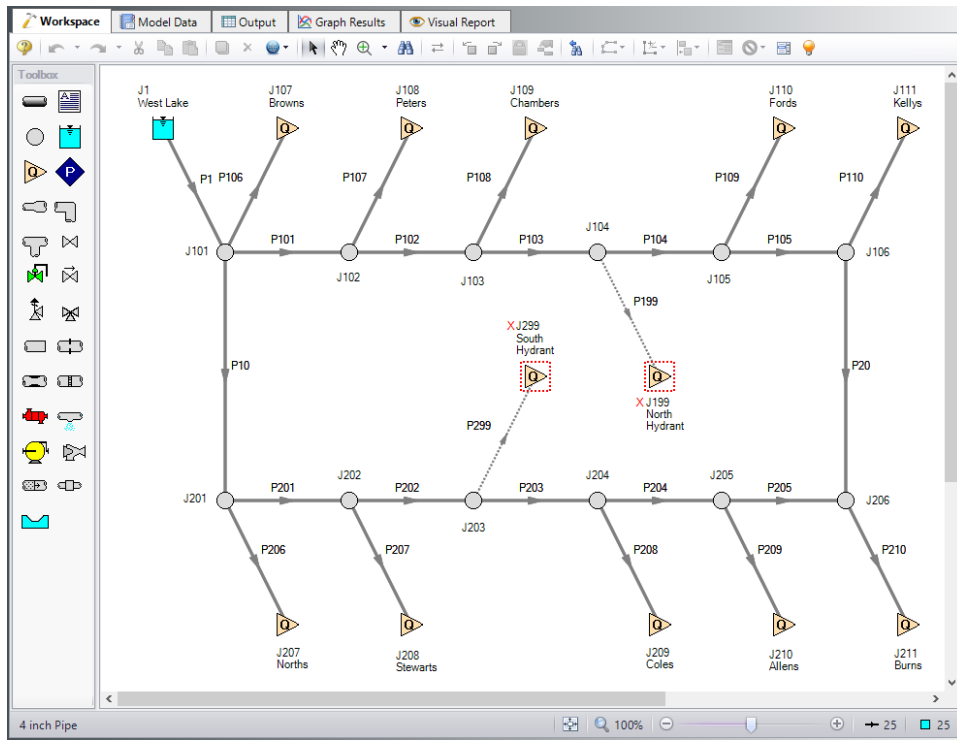 Workspace Model Data Output Graph Results Visual Report
Toolbox
J1
West Lake
J107
Browns
J108
Peters
J109
Chambers
J110
Fords
J111
Kellys
Q Q Q Q Q
P1 P106 P107 P108 P109 P110
J104
J101 P101 P102 P103 P104 P105 J106
J102 J103 J105
P199
X J299
South
Hydrant
P10 Q Q P20
X J199
North
Hydrant
P299
J202 J204 J205
J201 P201 P202 P203 P204 P205 J206
J203
P206 P207 P208 P209 P210
Q Q Q Q Q
J207
Norths
J208
Stewarts
J209
Coles
J210
Allens
J211
Burns
Q P
4 inch Pipe 100% 25 25